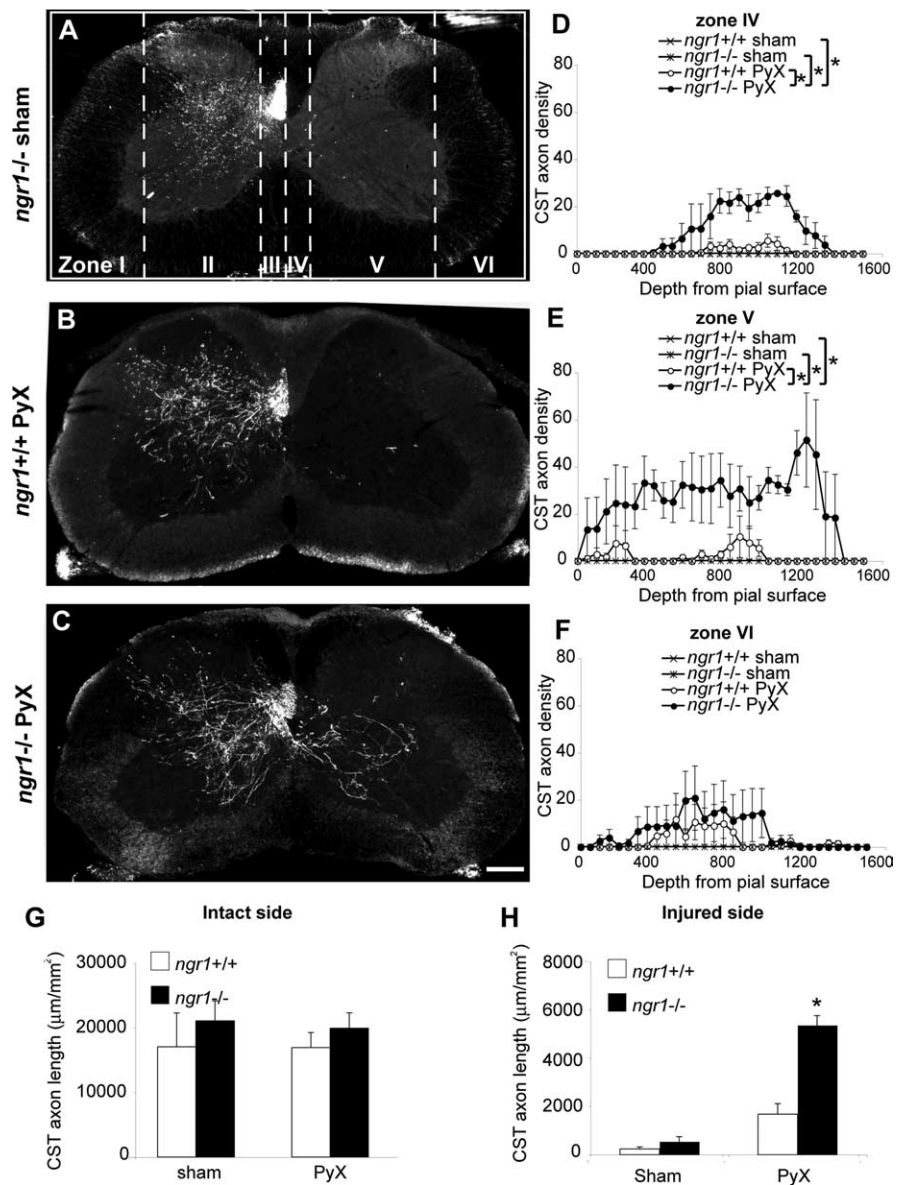 A
ngr1-/- sham
Zone I II III IV V VI
B
ngr1+/+ PyX
C
ngr1-/- PyX
D
zone IV
ngr1+/+ sham
ngr1-/- sham
ngr1+/+ PyX
ngr1-/- PyX
*
*
*
CST axon density
80
60
40
20
0
0 400 800 1200 1600
Depth from pial surface
E
zone V
ngr1+/+ sham
ngr1-/- sham
ngr1+/+ PyX
ngr1-/- PyX
*
*
*
CST axon density
80
60
40
20
0
0 400 800 1200 1600
Depth from pial surface
F
zone VI
ngr1+/+ sham
ngr1-/- sham
ngr1+/+ PyX
ngr1-/- PyX
CST axon density
80
60
40
20
0
0 400 800 1200 1600
Depth from pial surface
G
Intact side
ngr1+/+
ngr1-/-
CST axon length (µm/mm²)
30000
20000
10000
0
sham PyX
H
Injured side
ngr1+/+
ngr1-/-
*
CST axon length (µm/mm²)
8000
6000
4000
2000
0
Sham PyX